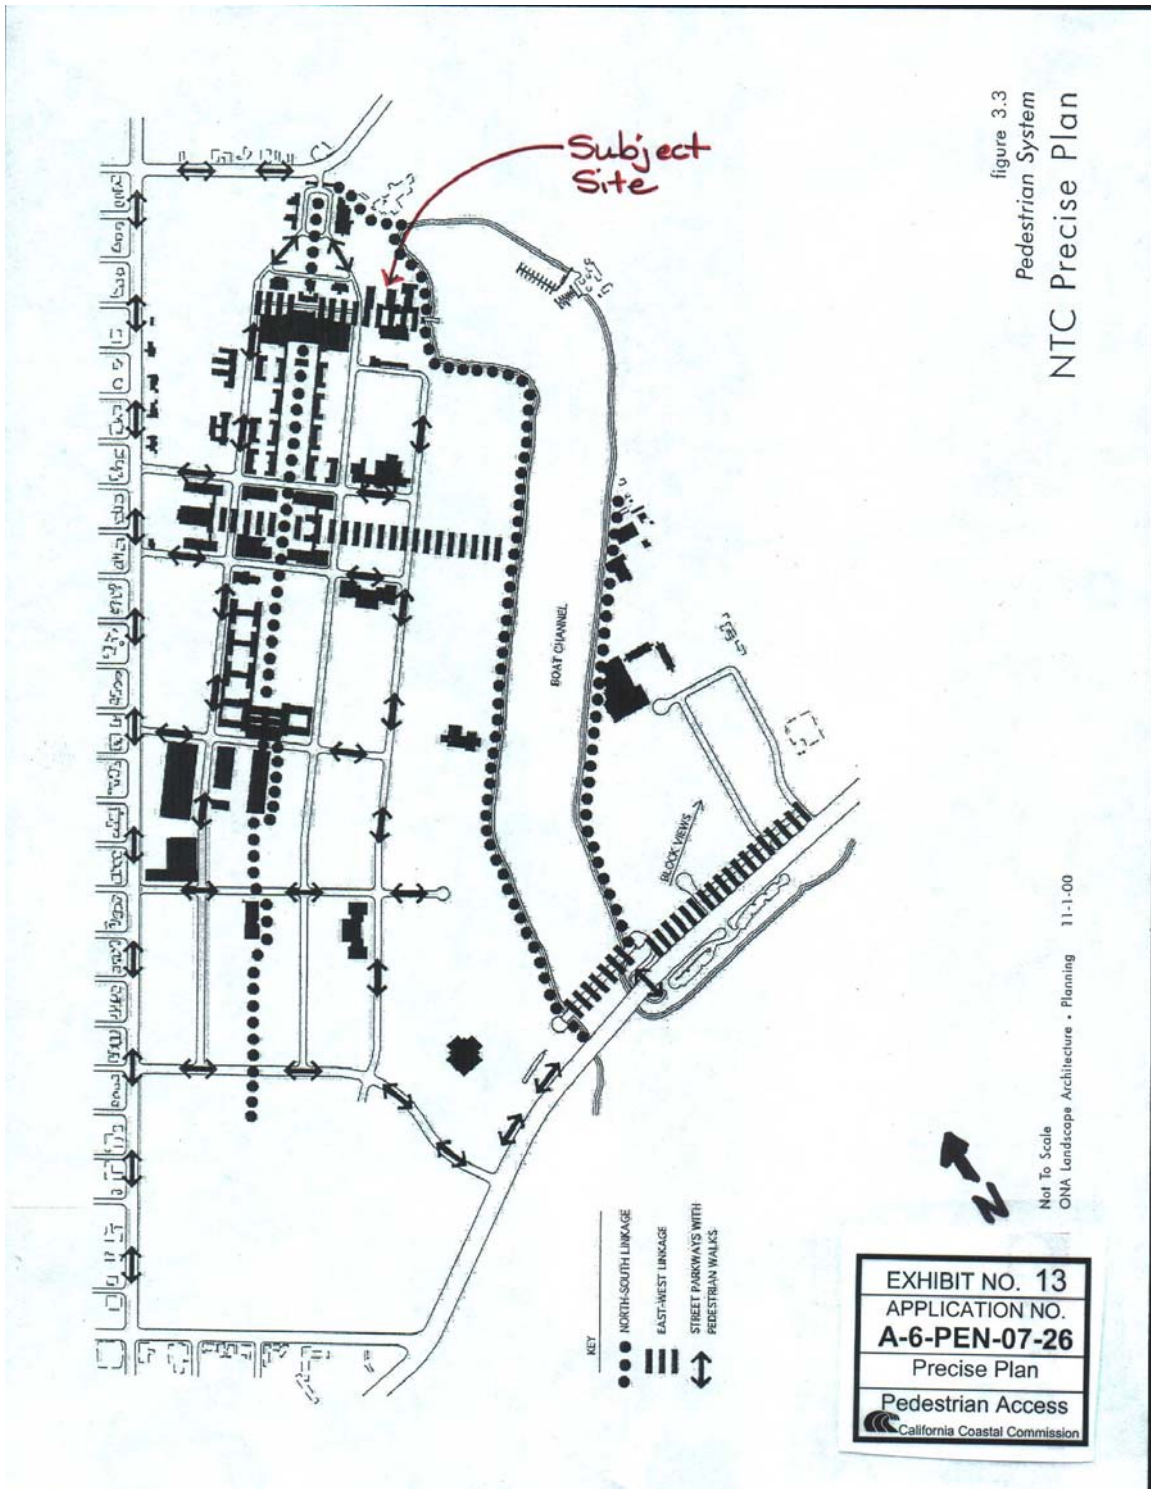 figure 3.3
Pedestrian System
NTC Precise Plan
Subject
Site
BOAT CHANNEL
BLOCK VIEWS
KEY
NORTH-SOUTH LINKAGE
EAST-WEST LINKAGE
STREET PARKWAYS WITH
PEDESTRIAN WALKS
N
Not To Scale
ONA Landscape Architecture • Planning 11-1-00
EXHIBIT NO. 13
APPLICATION NO.
A-6-PEN-07-26
Precise Plan
Pedestrian Access
California Coastal Commission